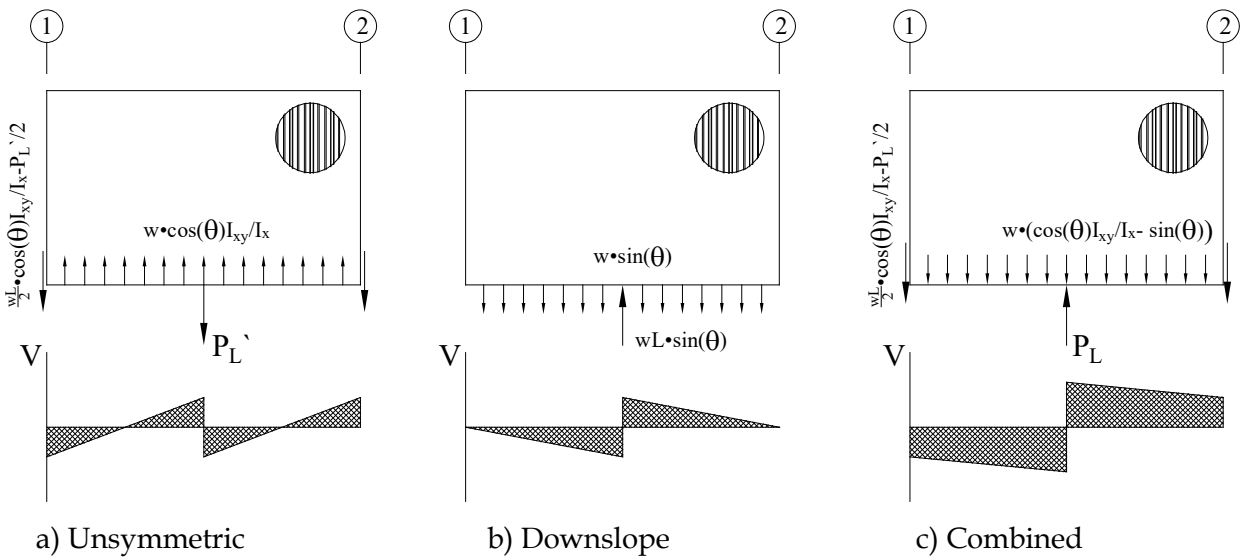 1
2
1
2
1
2
wL/2•cos(θ)Ixy/Ix-PL`/2
w•cos(θ)Ixy/Ix
PL`
V
w•sin(θ)
wL•sin(θ)
V
wL/2•cos(θ)Ixy/Ix-PL`/2
w•(cos(θ)Ixy/Ix- sin(θ))
PL
V
a) Unsymmetric
b) Downslope
c) Combined